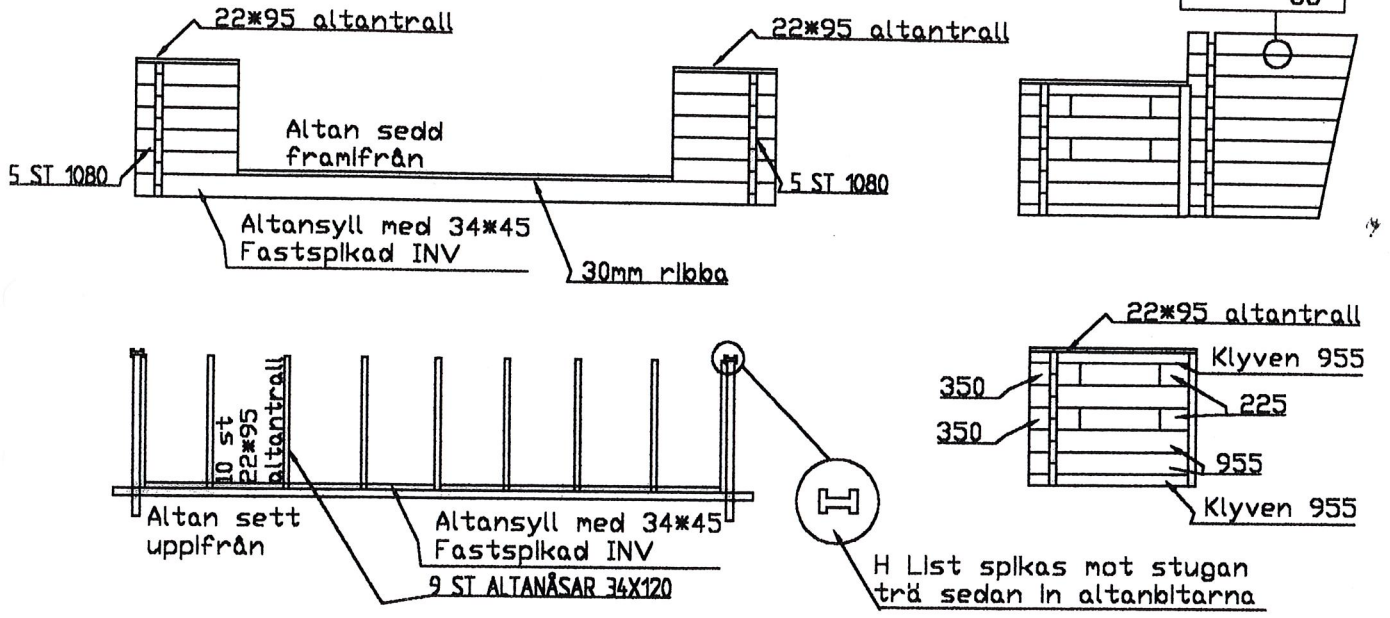 22*95 altantrall
22*95 altantrall
Altan sedd
framifrån
5 ST 1080
5 ST 1080
Altansyll med 34*45
Fastspikad INV
30mm ribba
22*95 altantrall
Klyven 955
350
225
350
955
Klyven 955
10 st
22*95
altantrall
Altan sett
uppifrån
Altansyll med 34*45
Fastspikad INV
9 ST ALTANÅSAR 34X120
H List spikas mot stugan
trä sedan in altanbitarna